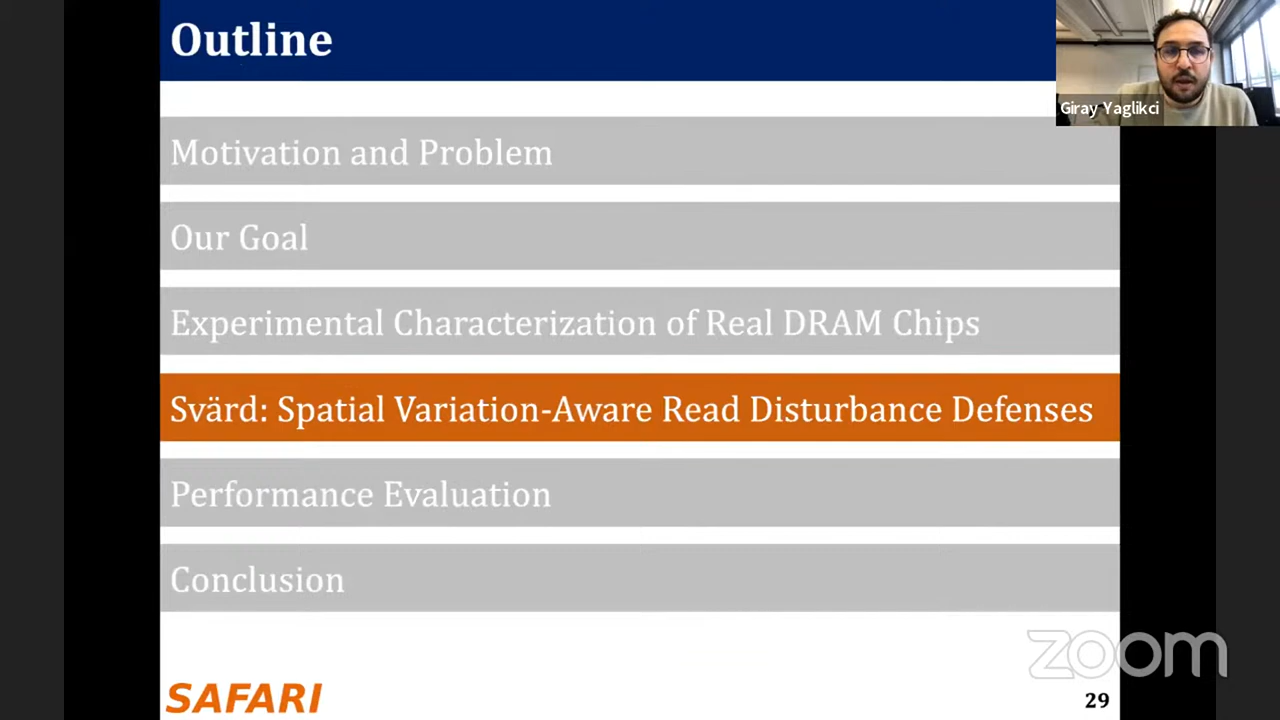 Outline
Giray Yaglikci
Motivation and Problem
Our Goal
Experimental Characterization of Real DRAM Chips
Svärd: Spatial Variation-Aware Read Disturbance Defenses
Performance Evaluation
Conclusion
zoom
SAFARI
29